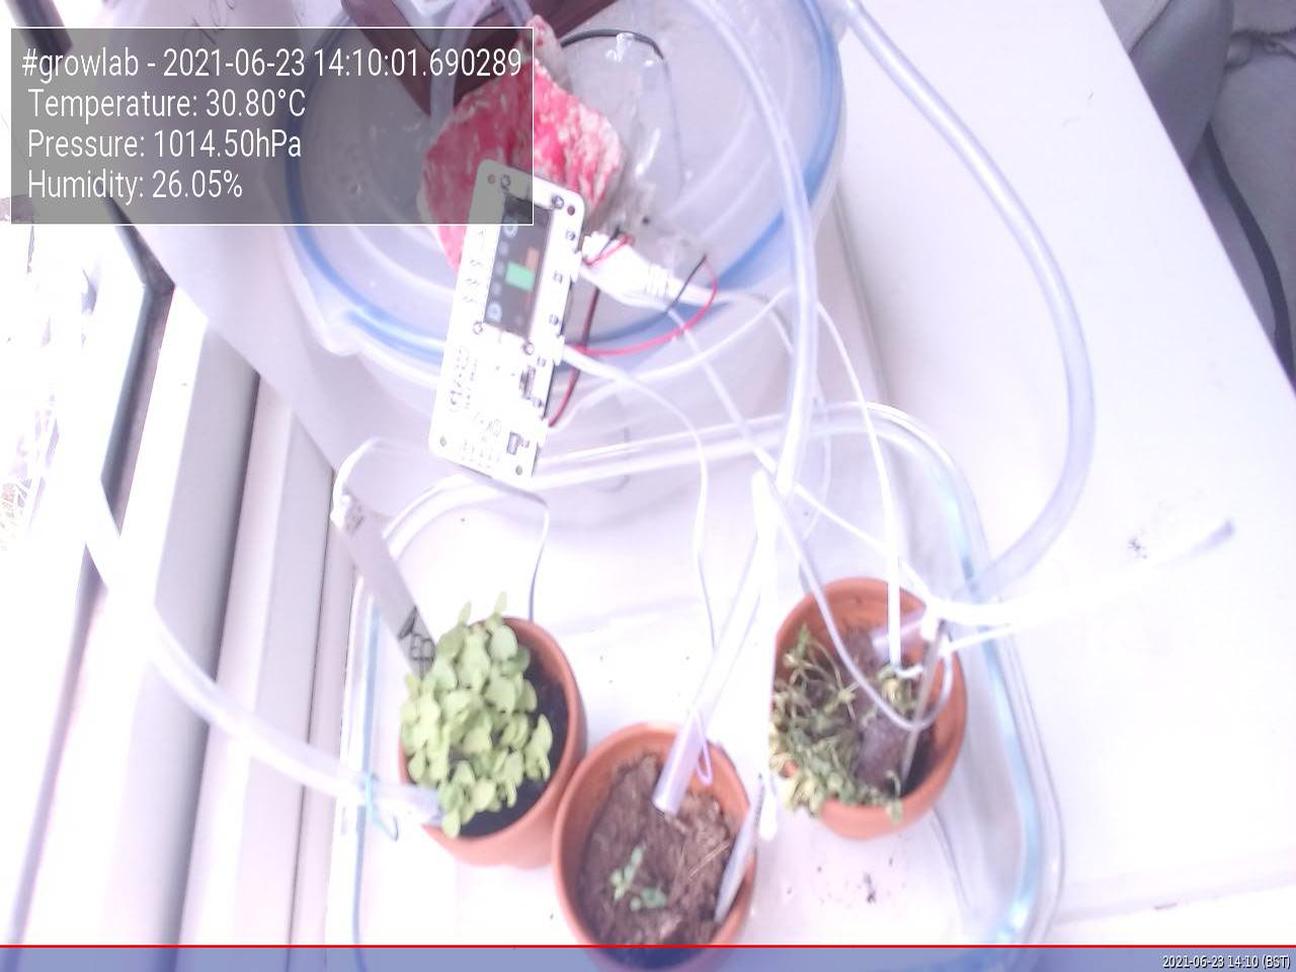 #growlab - 2021-06-23 14:10:01.690289
Temperature: 30.80°C
Pressure: 1014.50hPa
Humidity: 26.05%
2021-06-23 14:10 (BST)